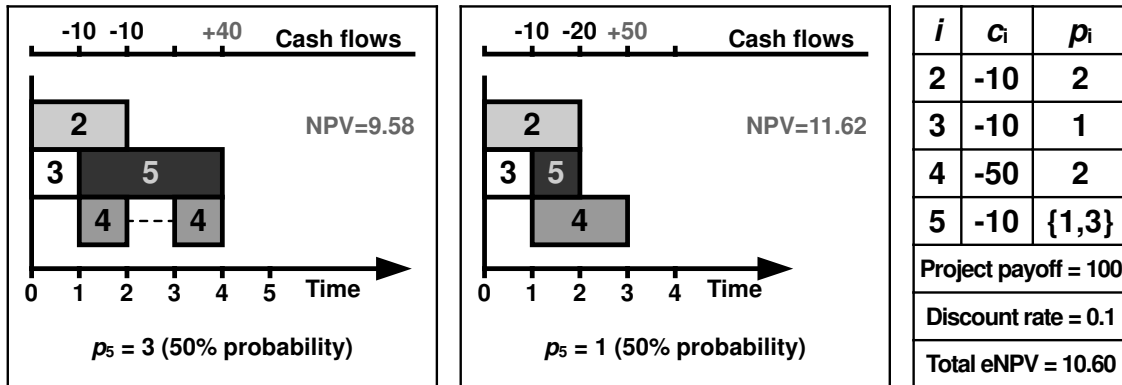 -10 -10 +40 Cash flows
2 NPV=9.58
3 5
4 4
0 1 2 3 4 5 Time
p5 = 3 (50% probability)
-10 -20 +50 Cash flows
2 NPV=11.62
3 5
4
0 1 2 3 4 Time
p5 = 1 (50% probability)
i ci pi
2 -10 2
3 -10 1
4 -50 2
5 -10 {1,3}
Project payoff = 100
Discount rate = 0.1
Total eNPV = 10.60